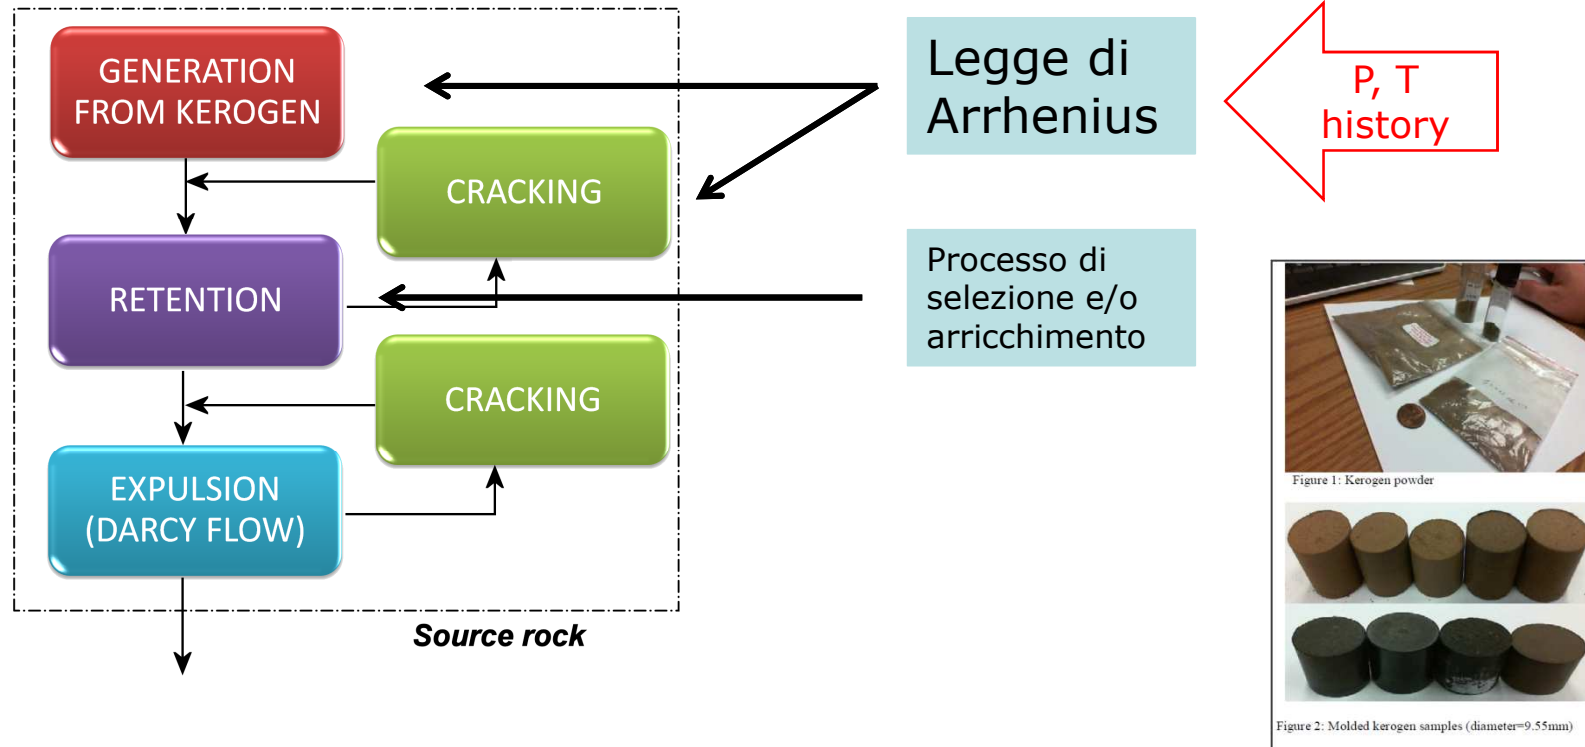 GENERATION
FROM KEROGEN
CRACKING
RETENTION
CRACKING
EXPULSION
(DARCY FLOW)
Source rock
Legge di
Arrhenius
P, T
history
Processo di
selezione e/o
arricchimento
Figure 1: Kerogen powder
Figure 2: Molded kerogen samples (diameter=9.55mm)